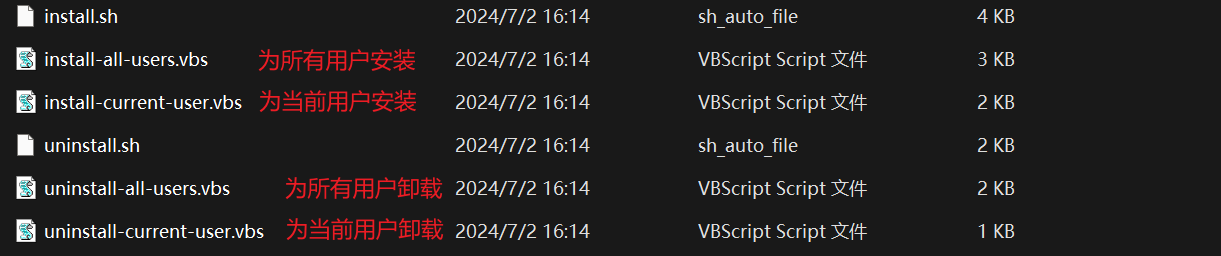 install.sh 2024/7/2 16:14 sh_auto_file 4 KB
install-all-users.vbs 为所有用户安装 2024/7/2 16:14 VBScript Script 文件 3 KB
install-current-user.vbs 为当前用户安装 2024/7/2 16:14 VBScript Script 文件 2 KB
uninstall.sh 2024/7/2 16:14 sh_auto_file 2 KB
uninstall-all-users.vbs 为所有用户卸载 2024/7/2 16:14 VBScript Script 文件 2 KB
uninstall-current-user.vbs 为当前用户卸载 2024/7/2 16:14 VBScript Script 文件 1 KB